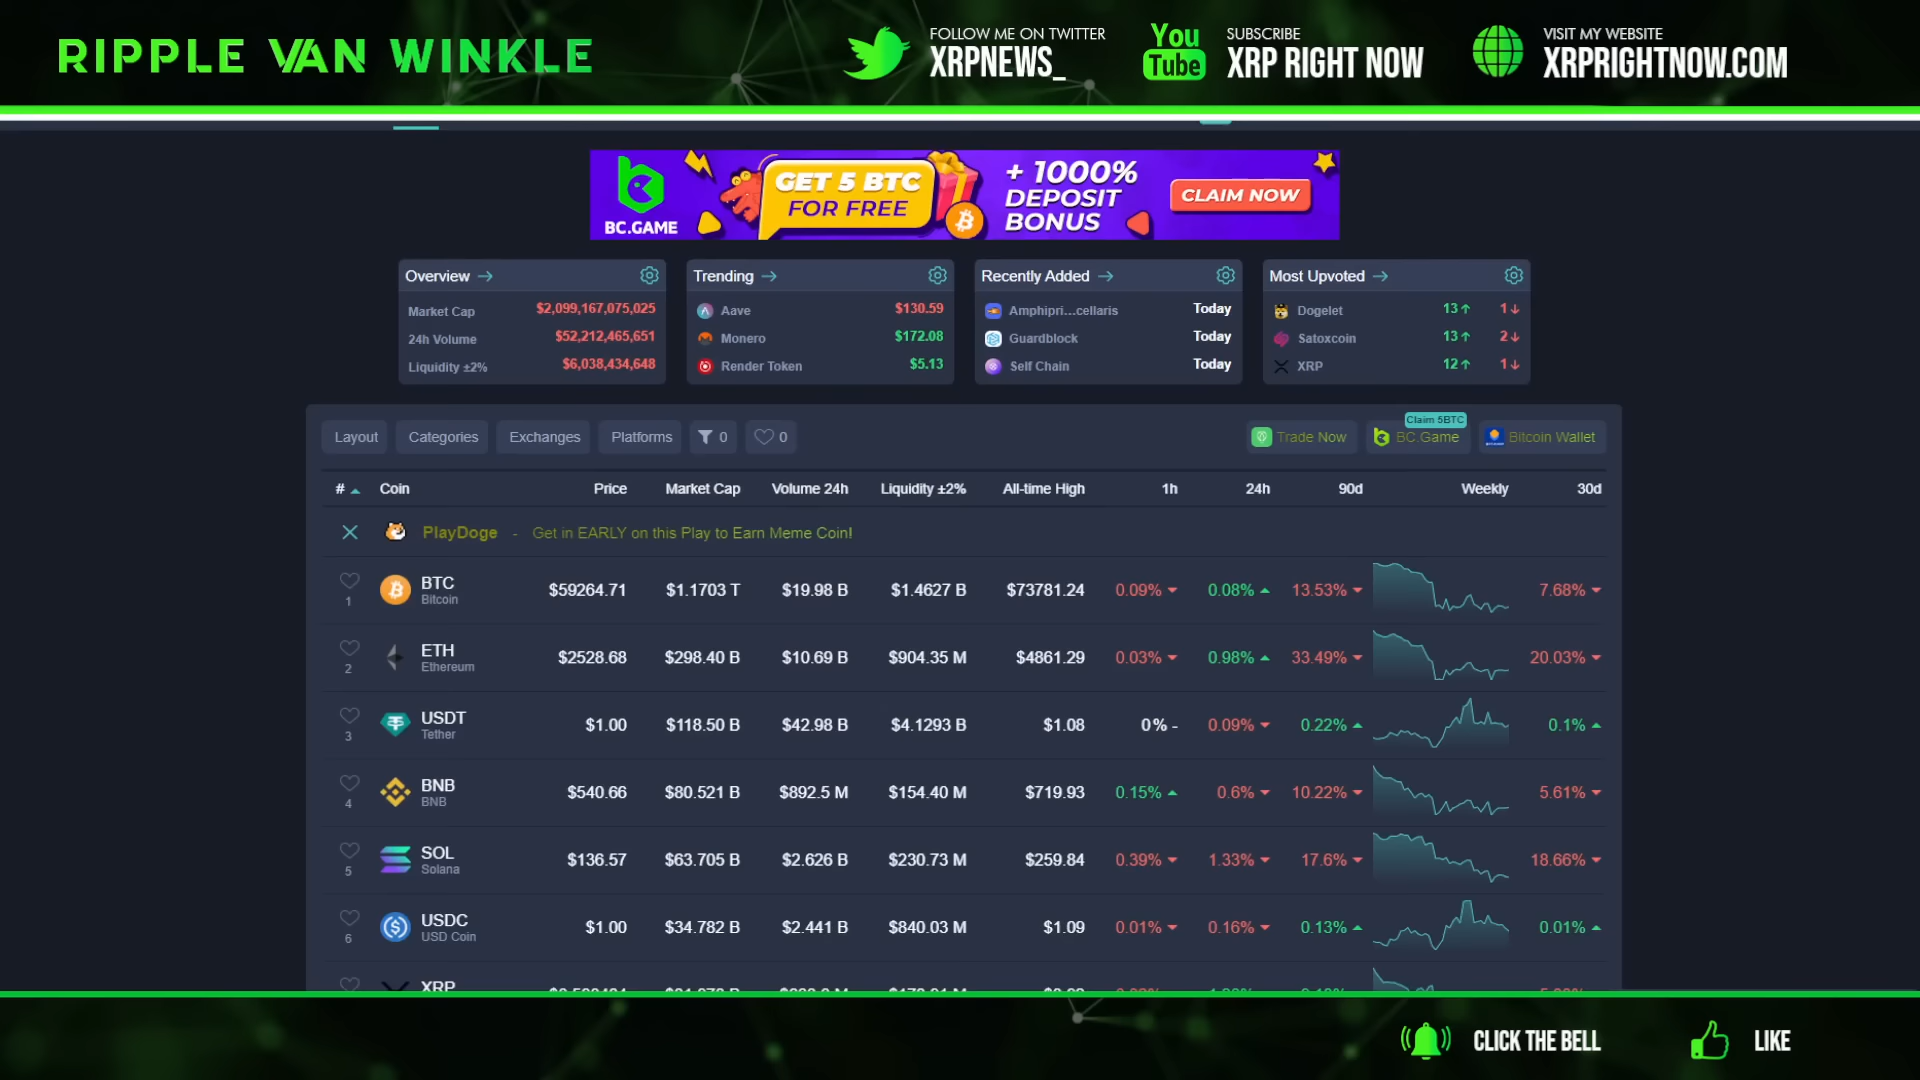 RIPPLE VAN WINKLE
FOLLOW ME ON TWITTER
XRPNEWS_
You
Tube
SUBSCRIBE
XRP RIGHT NOW
VISIT MY WEBSITE
XRPRIGHTNOW.COM
BC.GAME
GET 5 BTC
FOR FREE
+ 1000%
DEPOSIT
BONUS
CLAIM NOW
Overview
Market Cap $2,099,167,075,025
24h Volume $52,212,465,651
Liquidity ±2% $6,038,434,648
Trending
Aave $130.59
Monero $172.08
Render Token $5.13
Recently Added
Amphipri...cellaris Today
Guardblock Today
Self Chain Today
Most Upvoted
Dogelet 13 1
Satoxcoin 13 2
XRP 12 1
Layout Categories Exchanges Platforms 0 0
Claim 5BTC
Trade Now BC.Game Bitcoin Wallet
# Coin Price Market Cap Volume 24h Liquidity ±2% All-time High 1h 24h 90d Weekly 30d
PlayDoge - Get in EARLY on this Play to Earn Meme Coin!
1 BTC Bitcoin $59264.71 $1.1703 T $19.98 B $1.4627 B $73781.24 0.09% 0.08% 13.53% 7.68%
2 ETH Ethereum $2528.68 $298.40 B $10.69 B $904.35 M $4861.29 0.03% 0.98% 33.49% 20.03%
3 USDT Tether $1.00 $118.50 B $42.98 B $4.1293 B $1.08 0% - 0.09% 0.22% 0.1%
4 BNB BNB $540.66 $80.521 B $892.5 M $154.40 M $719.93 0.15% 0.6% 10.22% 5.61%
5 SOL Solana $136.57 $63.705 B $2.626 B $230.73 M $259.84 0.39% 1.33% 17.6% 18.66%
6 USDC USD Coin $1.00 $34.782 B $2.441 B $840.03 M $1.09 0.01% 0.16% 0.13% 0.01%
XRP
CLICK THE BELL
LIKE